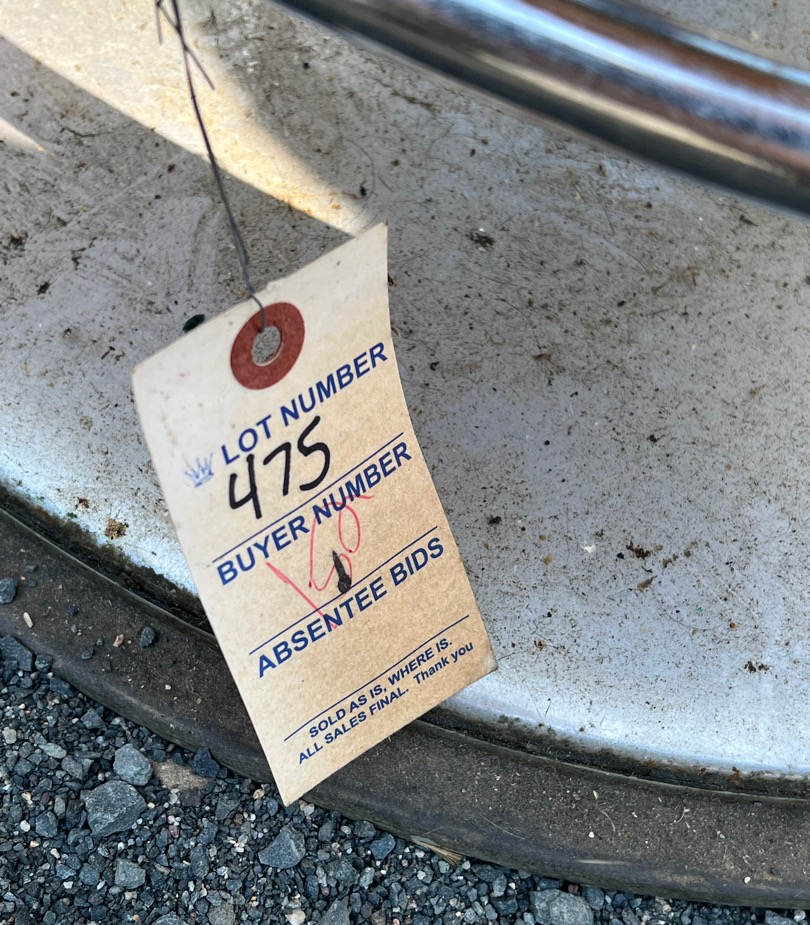 LOT NUMBER
475
BUYER NUMBER
ABSENTEE BIDS
SOLD AS IS, WHERE IS.
ALL SALES FINAL. Thank you